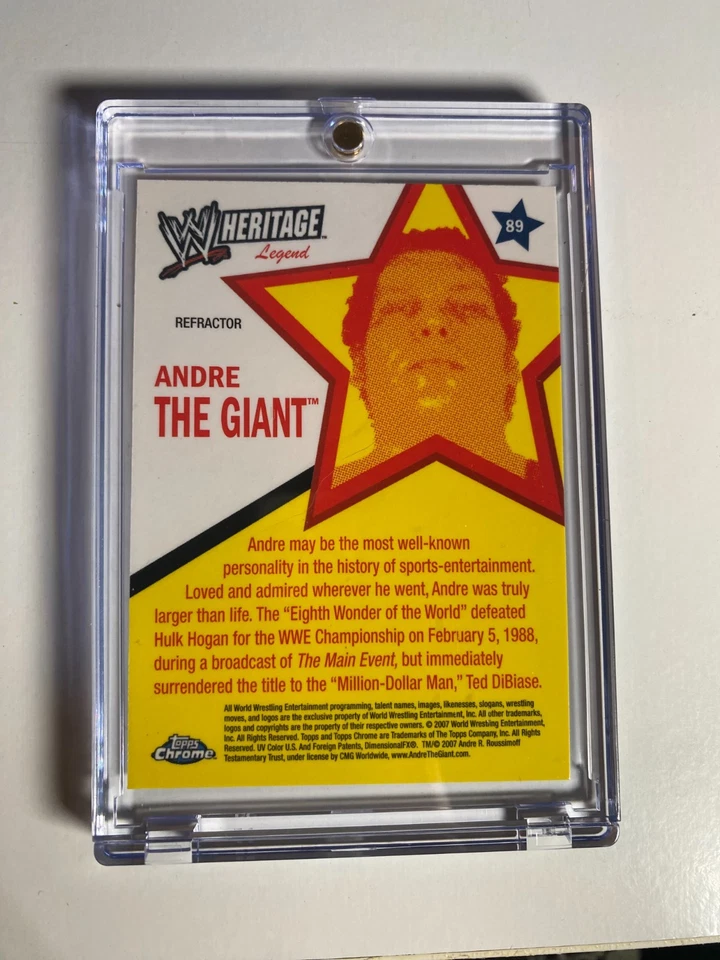 W HERITAGE™
Legend
89
REFRACTOR
ANDRE
THE GIANT™
Andre may be the most well-known
personality in the history of sports-entertainment.
Loved and admired wherever he went, Andre was truly
larger than life. The “Eighth Wonder of the World” defeated
Hulk Hogan for the WWE Championship on February 5, 1988,
during a broadcast of The Main Event, but immediately
surrendered the title to the “Million-Dollar Man,” Ted DiBiase.
All World Wrestling Entertainment programming, talent names, images, likenesses, slogans, wrestling
moves, and logos are the exclusive property of World Wrestling Entertainment, Inc. All other trademarks,
logos and copyrights are the property of their respective owners. © 2007 World Wrestling Entertainment,
Inc. All Rights Reserved. Topps and Topps Chrome are Trademarks of The Topps Company, Inc. All Rights
Reserved. UV Color U.S. And Foreign Patents, DimensionalFX®. TM/© 2007 Andre R. Roussimoff
Testamentary Trust, under license by CMG Worldwide, www.AndreTheGiant.com.
Topps
Chrome